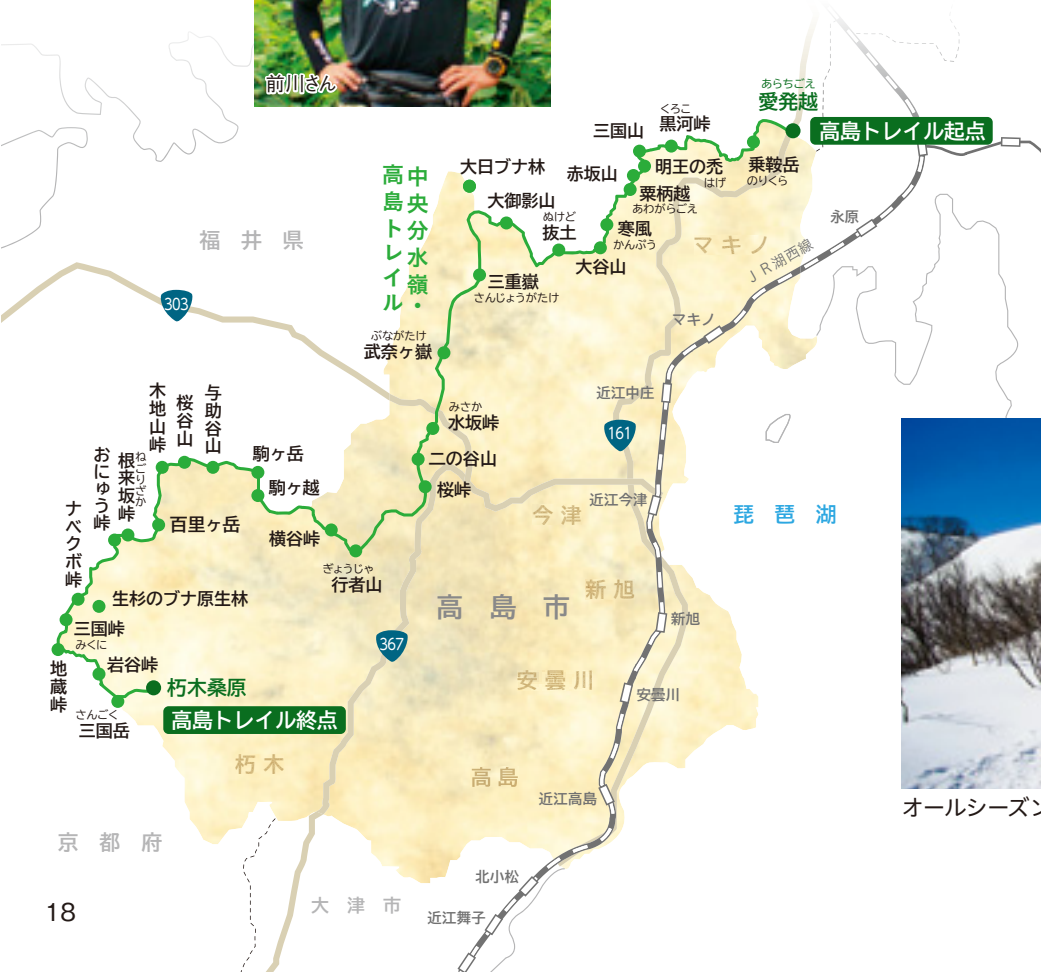 前川さん
あらちごえ
愛発越
高島トレイル起点
くろこ
黒河峠
三国山
乗鞍岳
のりくら
明王の禿
はげ
赤坂山
粟柄越
あわがらごえ
大日ブナ林
大御影山
ぬけど
抜土
寒風
かんぷう
大谷山
中央分水嶺・
高島トレイル
三重嶽
さんじょうがたけ
ぶながたけ
武奈ヶ嶽
みさか
水坂峠
二の谷山
桜峠
与助谷山
桜谷山
木地山峠
駒ヶ岳
駒ヶ越
横谷峠
ぎょうじゃ
行者山
百里ヶ岳
ねごりざか
根来坂峠
おにゅう峠
ナベクボ峠
生杉のブナ原生林
三国峠
みくに
地蔵峠
岩谷峠
さんごく
三国岳
朽木桑原
高島トレイル終点
福井県
303
161
367
マキノ
今津
新旭
安曇川
高島
朽木
高島市
琵琶湖
京都府
大津市
JR湖西線
永原
マキノ
近江中庄
近江今津
新旭
安曇川
近江高島
北小松
近江舞子
オールシーズン
18